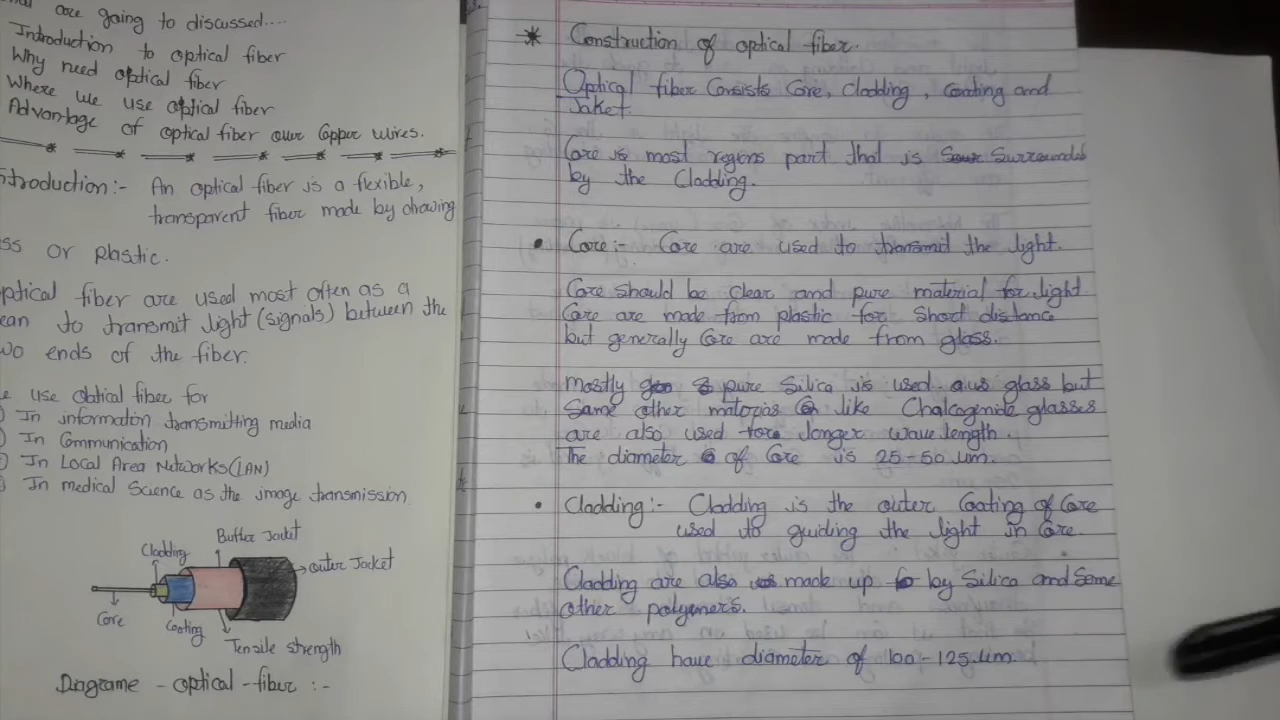 are going to discussed....
Introduction to optical fiber
Why need optical fiber
Where we use optical fiber
Advantage of optical fiber over Copper wires.
troduction:- An optical fiber is a flexible,
transparent fiber made by drawing
ss or plastic.
ptical fiber are used most often as a
ean to transmit light (signals) between the
wo ends of the fiber.
e use obtical fiber for
In information transmitting media
In Communication
In Local Area Networks(LAN)
In medical Science as the image transmission
Buffer Jacket
Cladding
outer Jacket
Core
Coating
Tensile strength
Diagrame - optical - fiber :-
* Construction of optical fiber.
Optical fiber Consists Core, Cladding, Coating and
Jaket.
Core is most regions part that is Surrounds
by the Cladding.
• Core:- Core are used to transmit the light.
Core should be clear and pure material for light
Core are made from plastic for short distance
but generally Core are made from glass.
Mostly pure Silica is used as glass but
Same other like Chalcogenide glasses
are also used for longer wave length.
The diameter of Core is 25-50 um.
• Cladding:- Cladding is the outer Coating of Core
used to guiding the light in Core.
Cladding are also made up by Silica and Same
other polymers.
Cladding have diameter of 100-125 um.